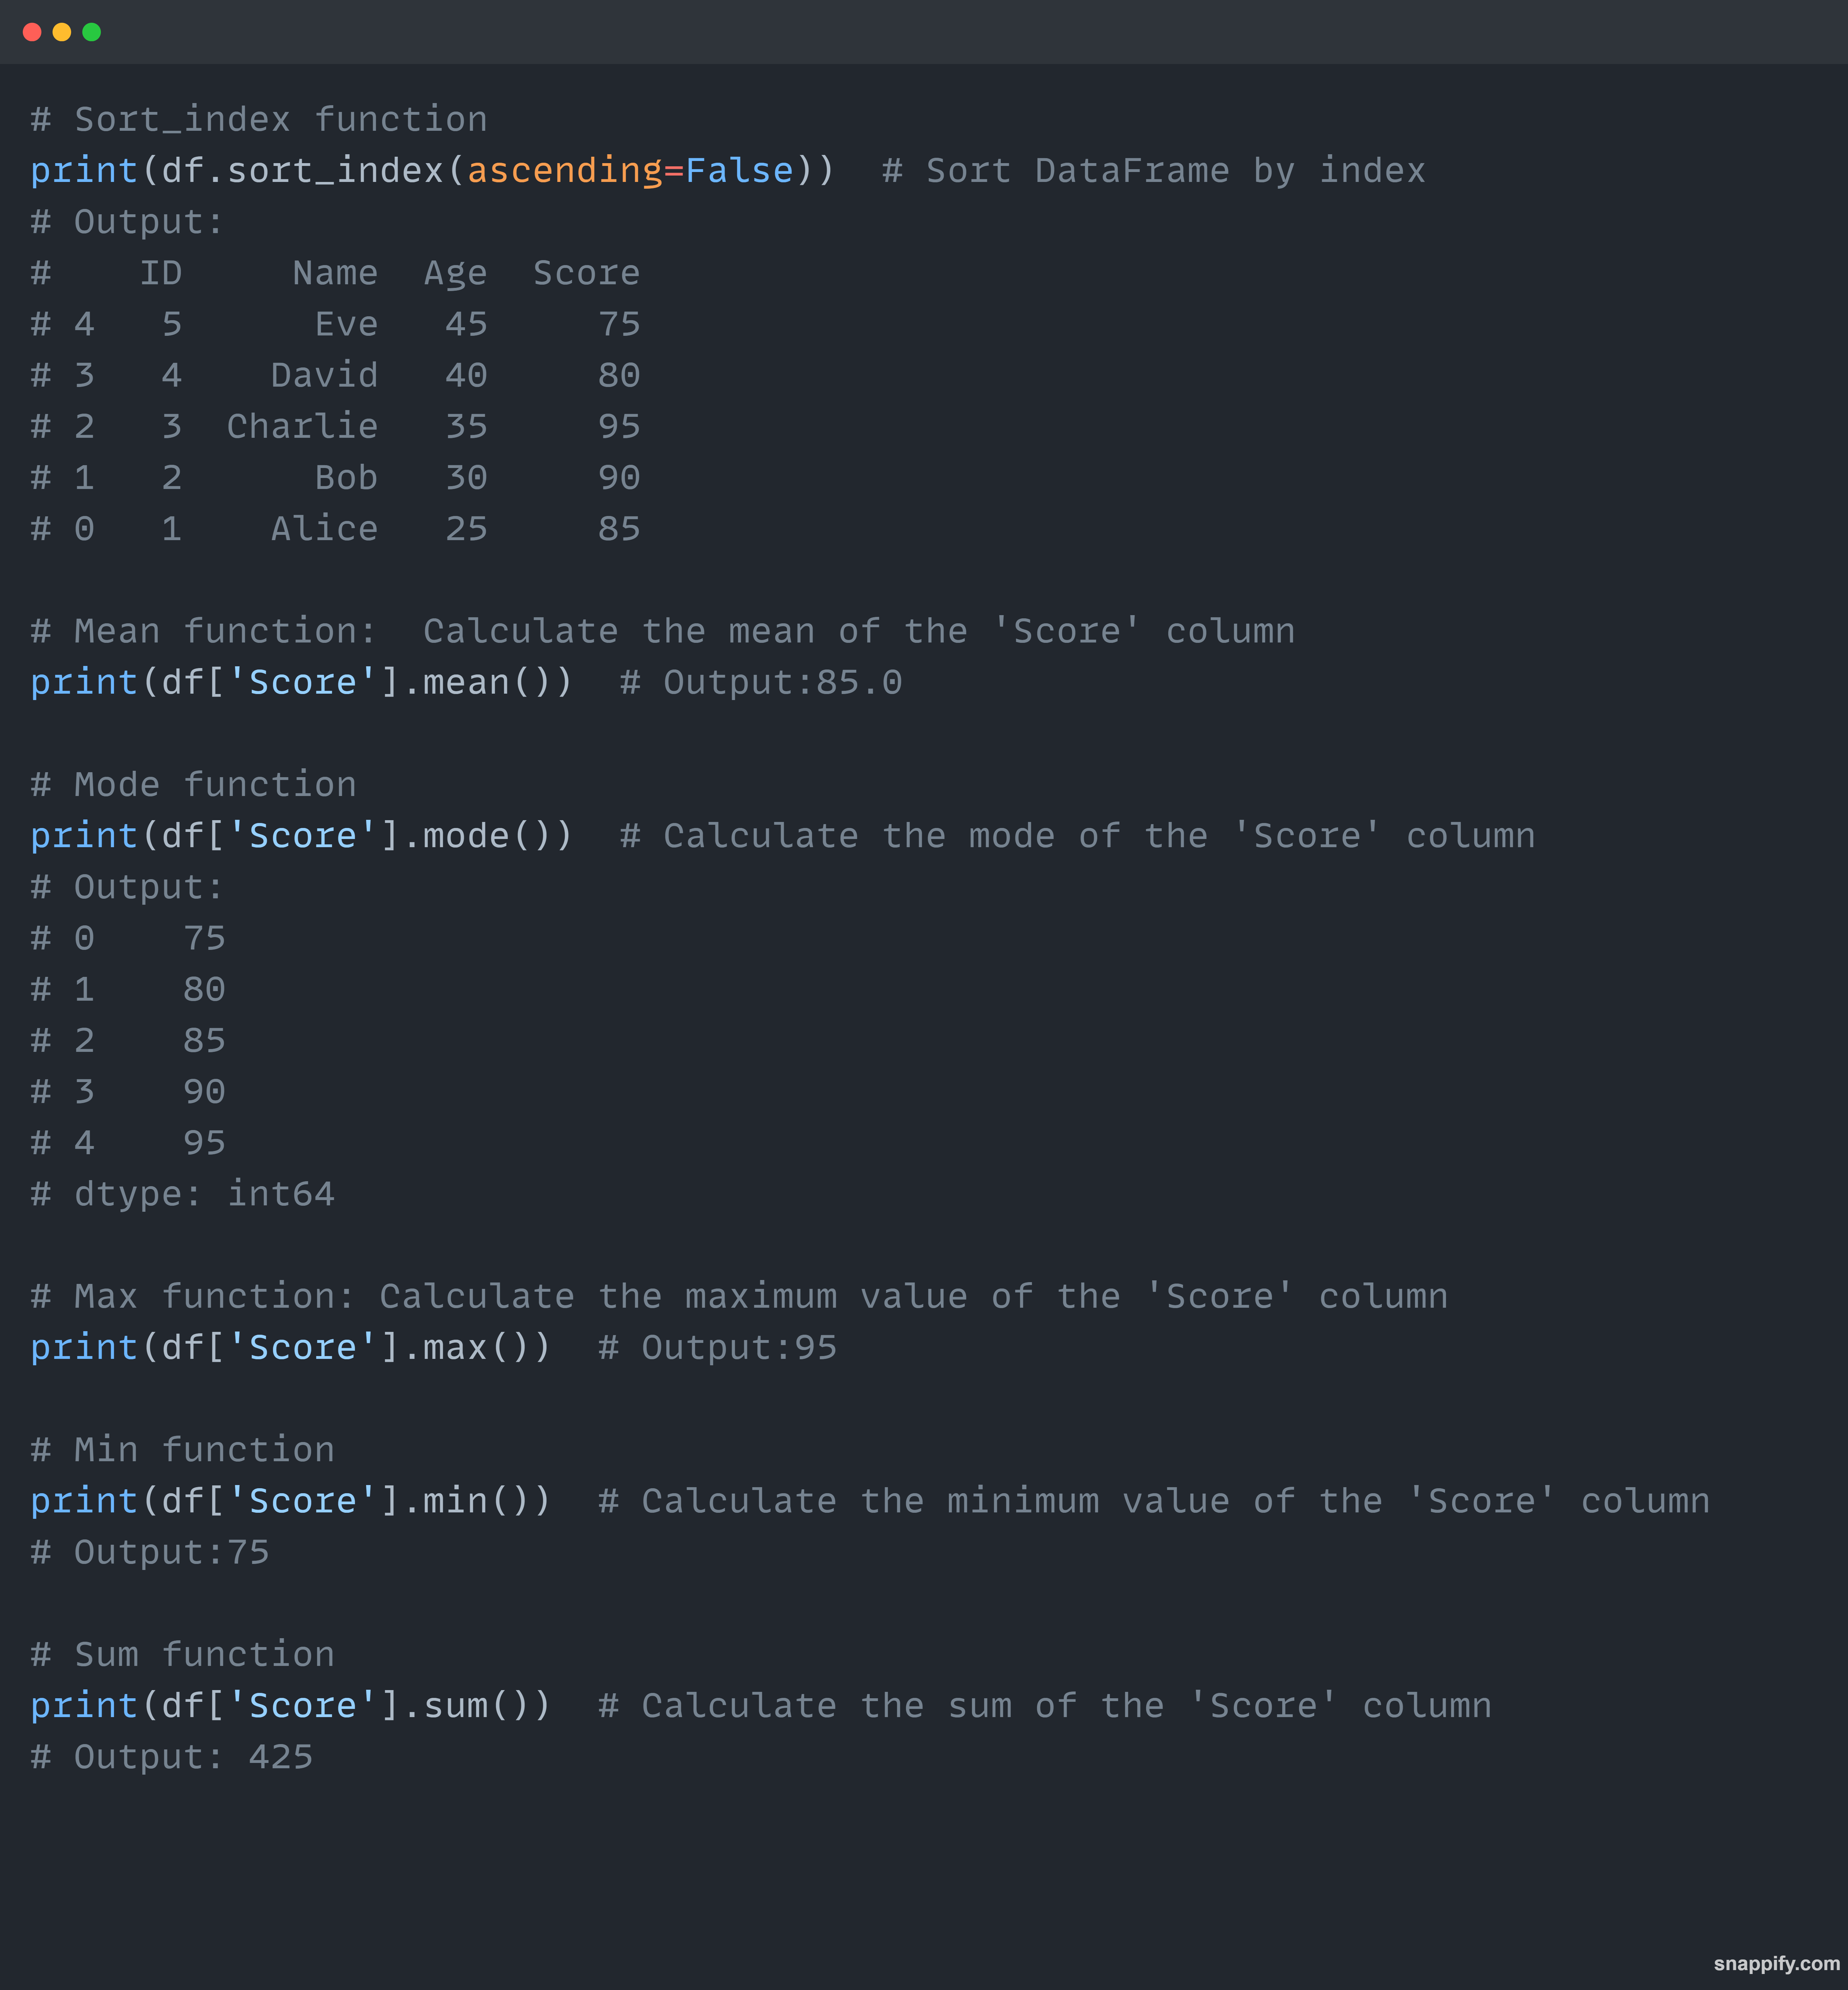 # Sort_index function
print(df.sort_index(ascending=False))  # Sort DataFrame by index
# Output:
#    ID     Name  Age  Score
# 4   5      Eve   45     75
# 3   4    David   40     80
# 2   3  Charlie   35     95
# 1   2      Bob   30     90
# 0   1    Alice   25     85
# Mean function:  Calculate the mean of the 'Score' column
print(df['Score'].mean())  # Output:85.0
# Mode function
print(df['Score'].mode())  # Calculate the mode of the 'Score' column
# Output:
# 0    75
# 1    80
# 2    85
# 3    90
# 4    95
# dtype: int64
# Max function: Calculate the maximum value of the 'Score' column
print(df['Score'].max())  # Output:95
# Min function
print(df['Score'].min())  # Calculate the minimum value of the 'Score' column
# Output:75
# Sum function
print(df['Score'].sum())  # Calculate the sum of the 'Score' column
# Output: 425
snappify.com